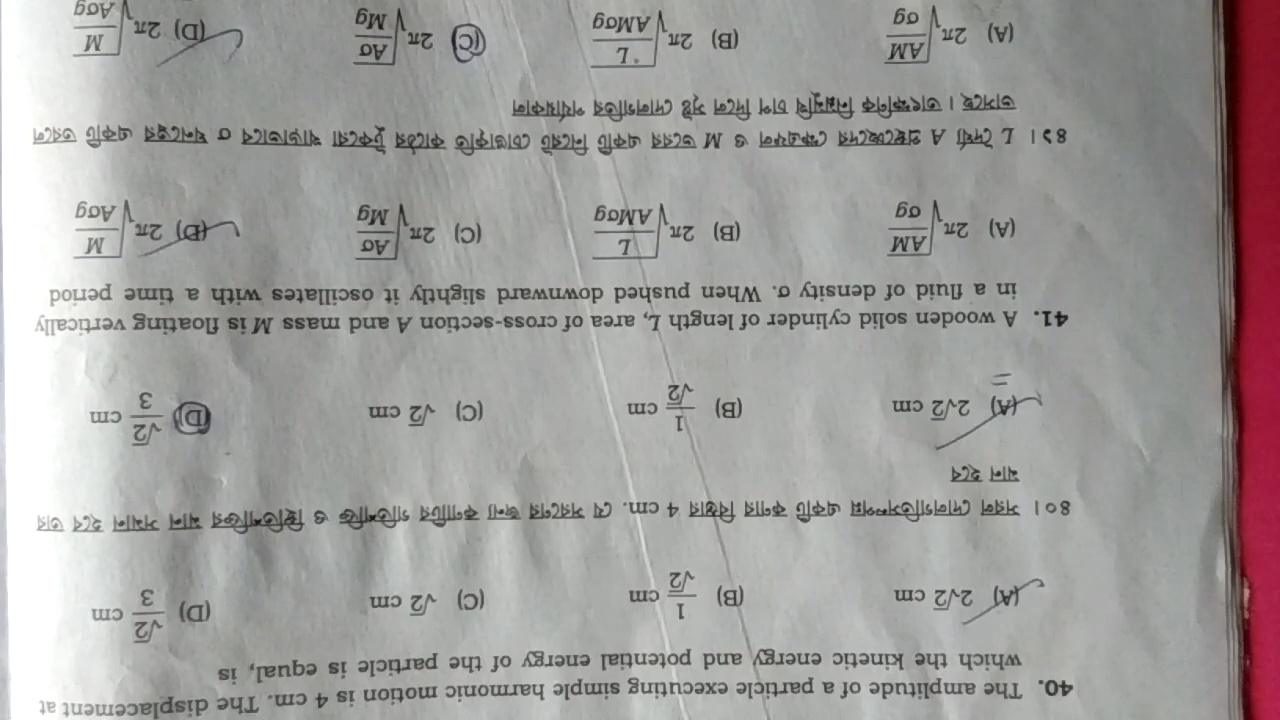 40. The amplitude of a particle executing simple harmonic motion is 4 cm. The displacement at
which the kinetic energy and potential energy of the particle is equal, is
(A) 2√2 cm (B) 1/√2 cm (C) √2 cm (D) √2/3 cm
৪০। সরল দোলগতিসম্পন্ন একটি কণার বিস্তার 4 cm. যে সরণের জন্য কণাটির গতিশক্তি ও স্থিতিশক্তির মান সমান হবে তার
মান হবে
(A) 2√2 cm (B) 1/√2 cm (C) √2 cm (D) √2/3 cm
41. A wooden solid cylinder of length L, area of cross-section A and mass M is floating vertically
in a fluid of density σ. When pushed downward slightly it oscillates with a time period
(A) 2π√(AM/σg) (B) 2π√(L/AMσg) (C) 2π√(Aσ/Mg) (D) 2π√(M/Aσg)
৪১। L দৈর্ঘ্য A প্রস্থচ্ছেদের ক্ষেত্রফল ও M ভরের একটি নিরেট চোঙাকৃতি কাঠের টুকরো খাড়াভাবে σ ঘনত্বের একটি তরলে
ভাসছে। তাৎক্ষণিক নিম্নমুখি চাপ দিলে সৃষ্ট দোলগতির পর্যায়কাল
(A) 2π√(AM/σg) (B) 2π√(L/AMσg) (C) 2π√(Aσ/Mg) (D) 2π√(M/Aσg)